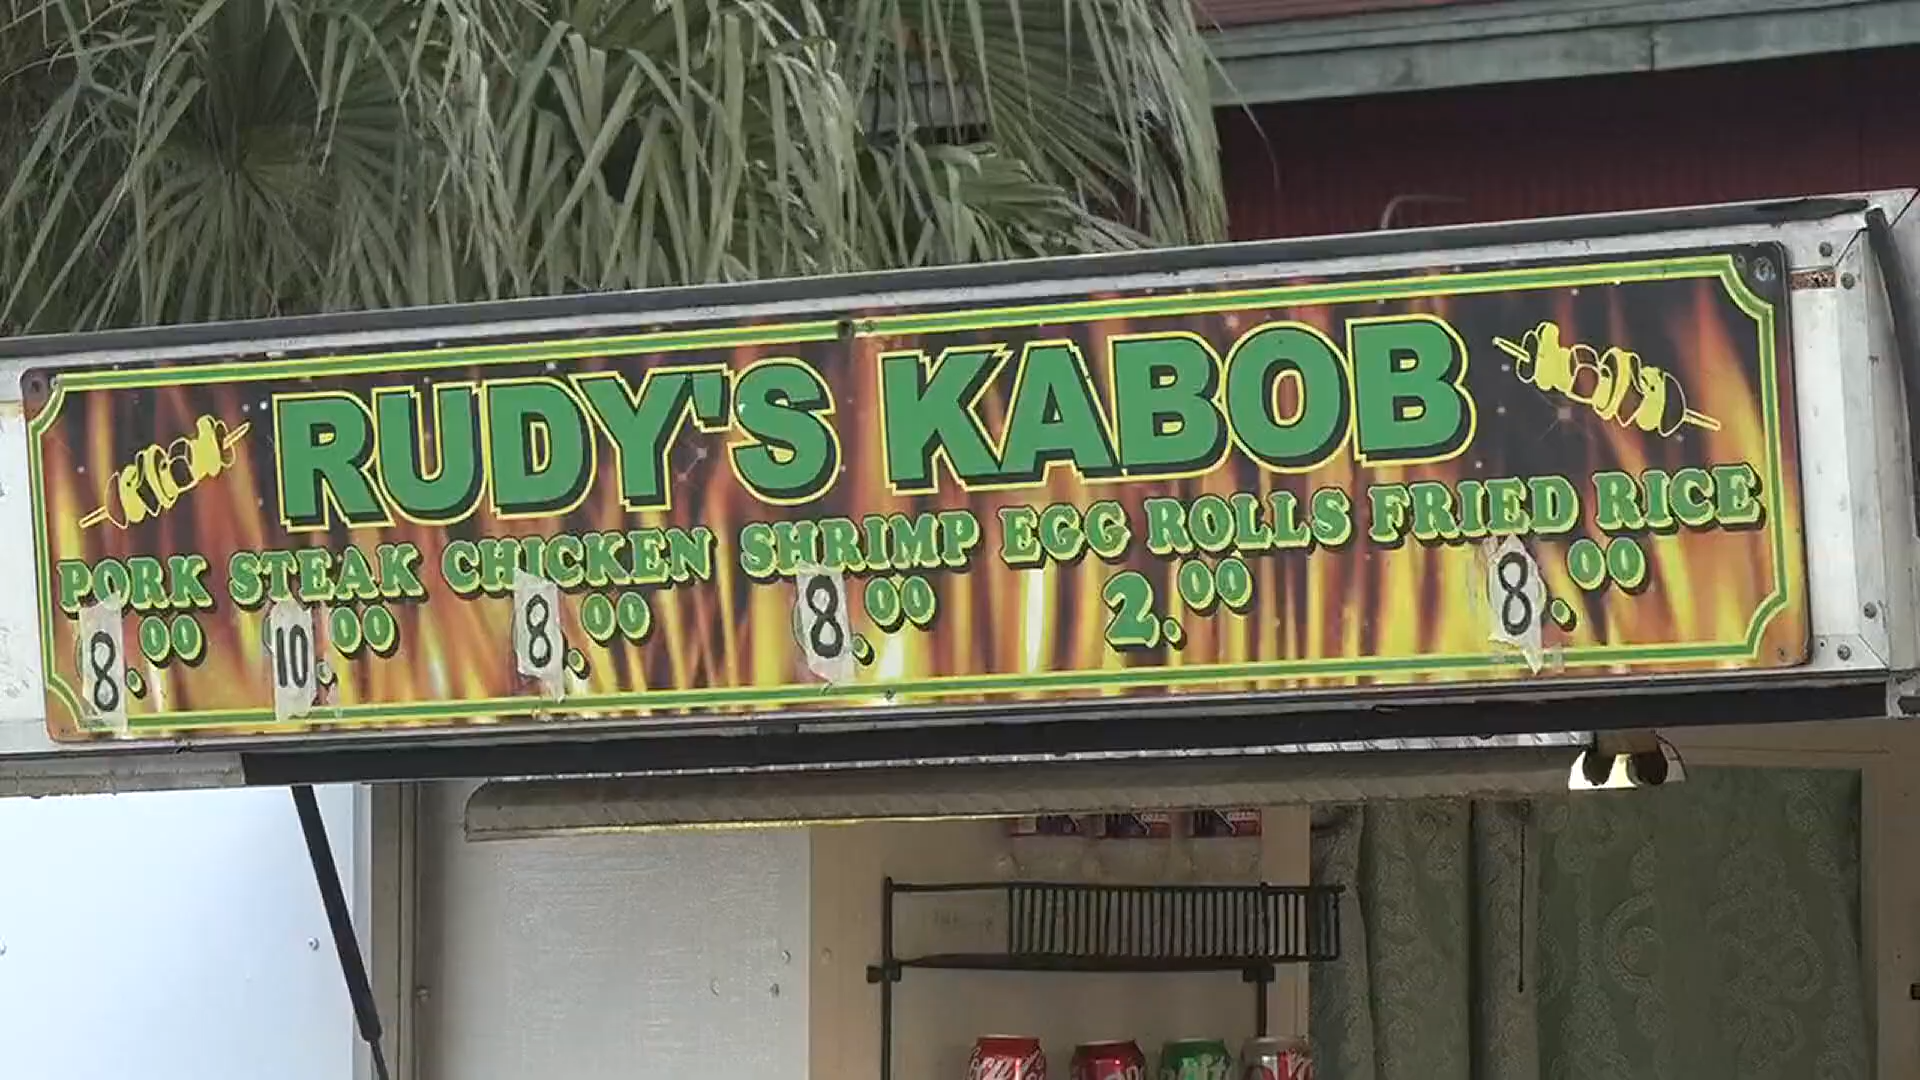 RUDY'S KABOB
PORK STEAK CHICKEN SHRIMP EGG ROLLS FRIED RICE
8.00 10.00 8.00 8.00 2.00 8.00